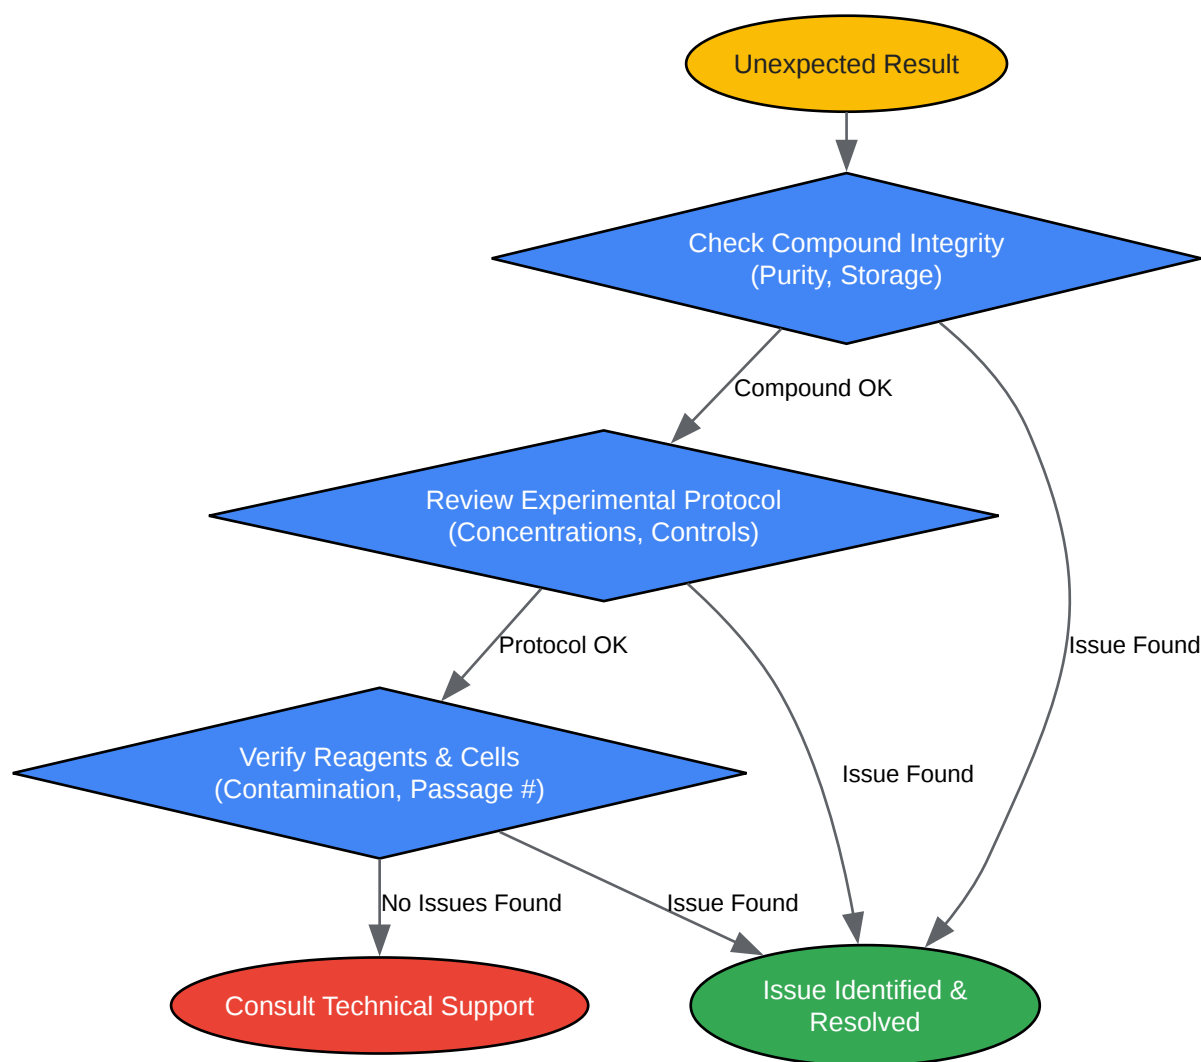 Unexpected Result
Check Compound Integrity
(Purity, Storage)
Compound OK
Review Experimental Protocol
(Concentrations, Controls)
Protocol OK
Issue Found
Verify Reagents & Cells
(Contamination, Passage #)
Issue Found
No Issues Found
Issue Found
Consult Technical Support
Issue Identified &
Resolved